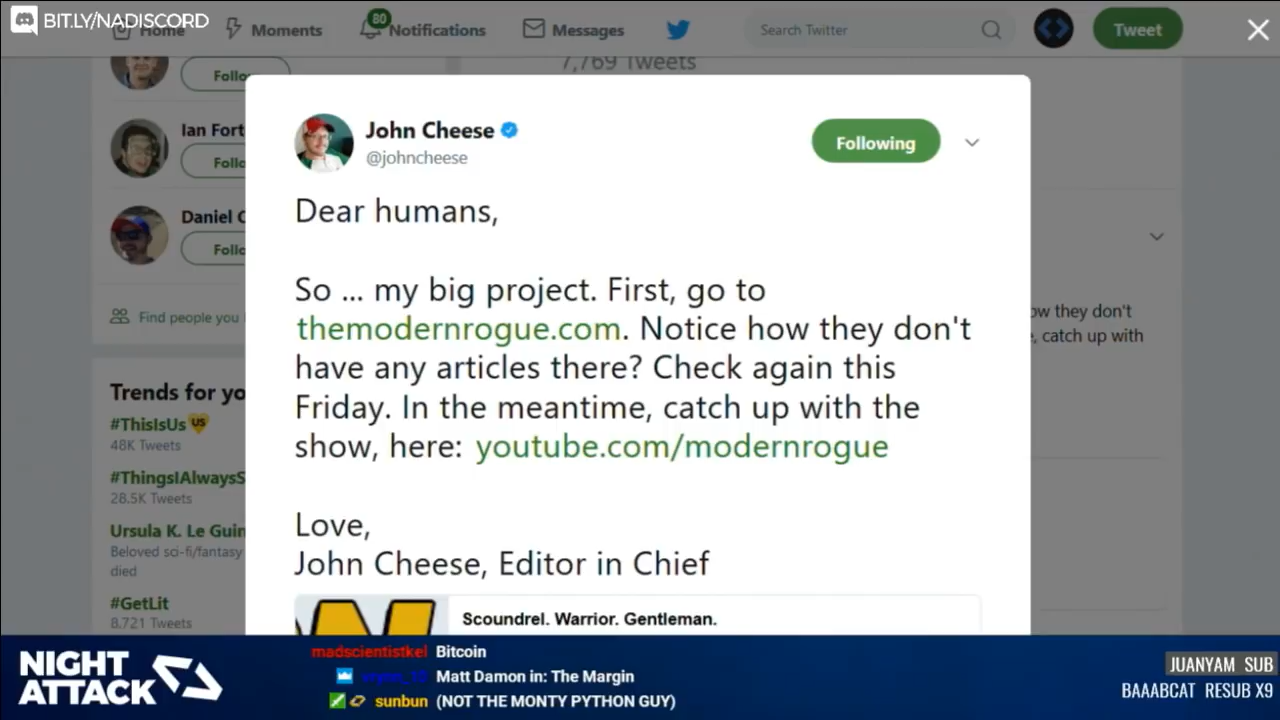 BIT.LY/NADISCORD
Home
Moments
80
Notifications
Messages
Search Twitter
Tweet
7,769 Tweets
Follo
Ian Fort
Follo
Daniel C
Follo
Find people you
Trends for yo
#ThisIsUs
48K Tweets
#ThingsIAlwaysS
28.5K Tweets
Ursula K. Le Guin
Beloved sci-fi/fantasy
died
#GetLit
8,721 Tweets
John Cheese
@johncheese
Following
Dear humans,
So ... my big project. First, go to
themodernrogue.com. Notice how they don't
have any articles there? Check again this
Friday. In the meantime, catch up with the
show, here: youtube.com/modernrogue
Love,
John Cheese, Editor in Chief
Scoundrel. Warrior. Gentleman.
ow they don't
, catch up with
NIGHT
ATTACK
madscientistkel Bitcoin
Matt Damon in: The Margin
sunbun (NOT THE MONTY PYTHON GUY)
JUANYAM SUB
BAAABCAT RESUB X9